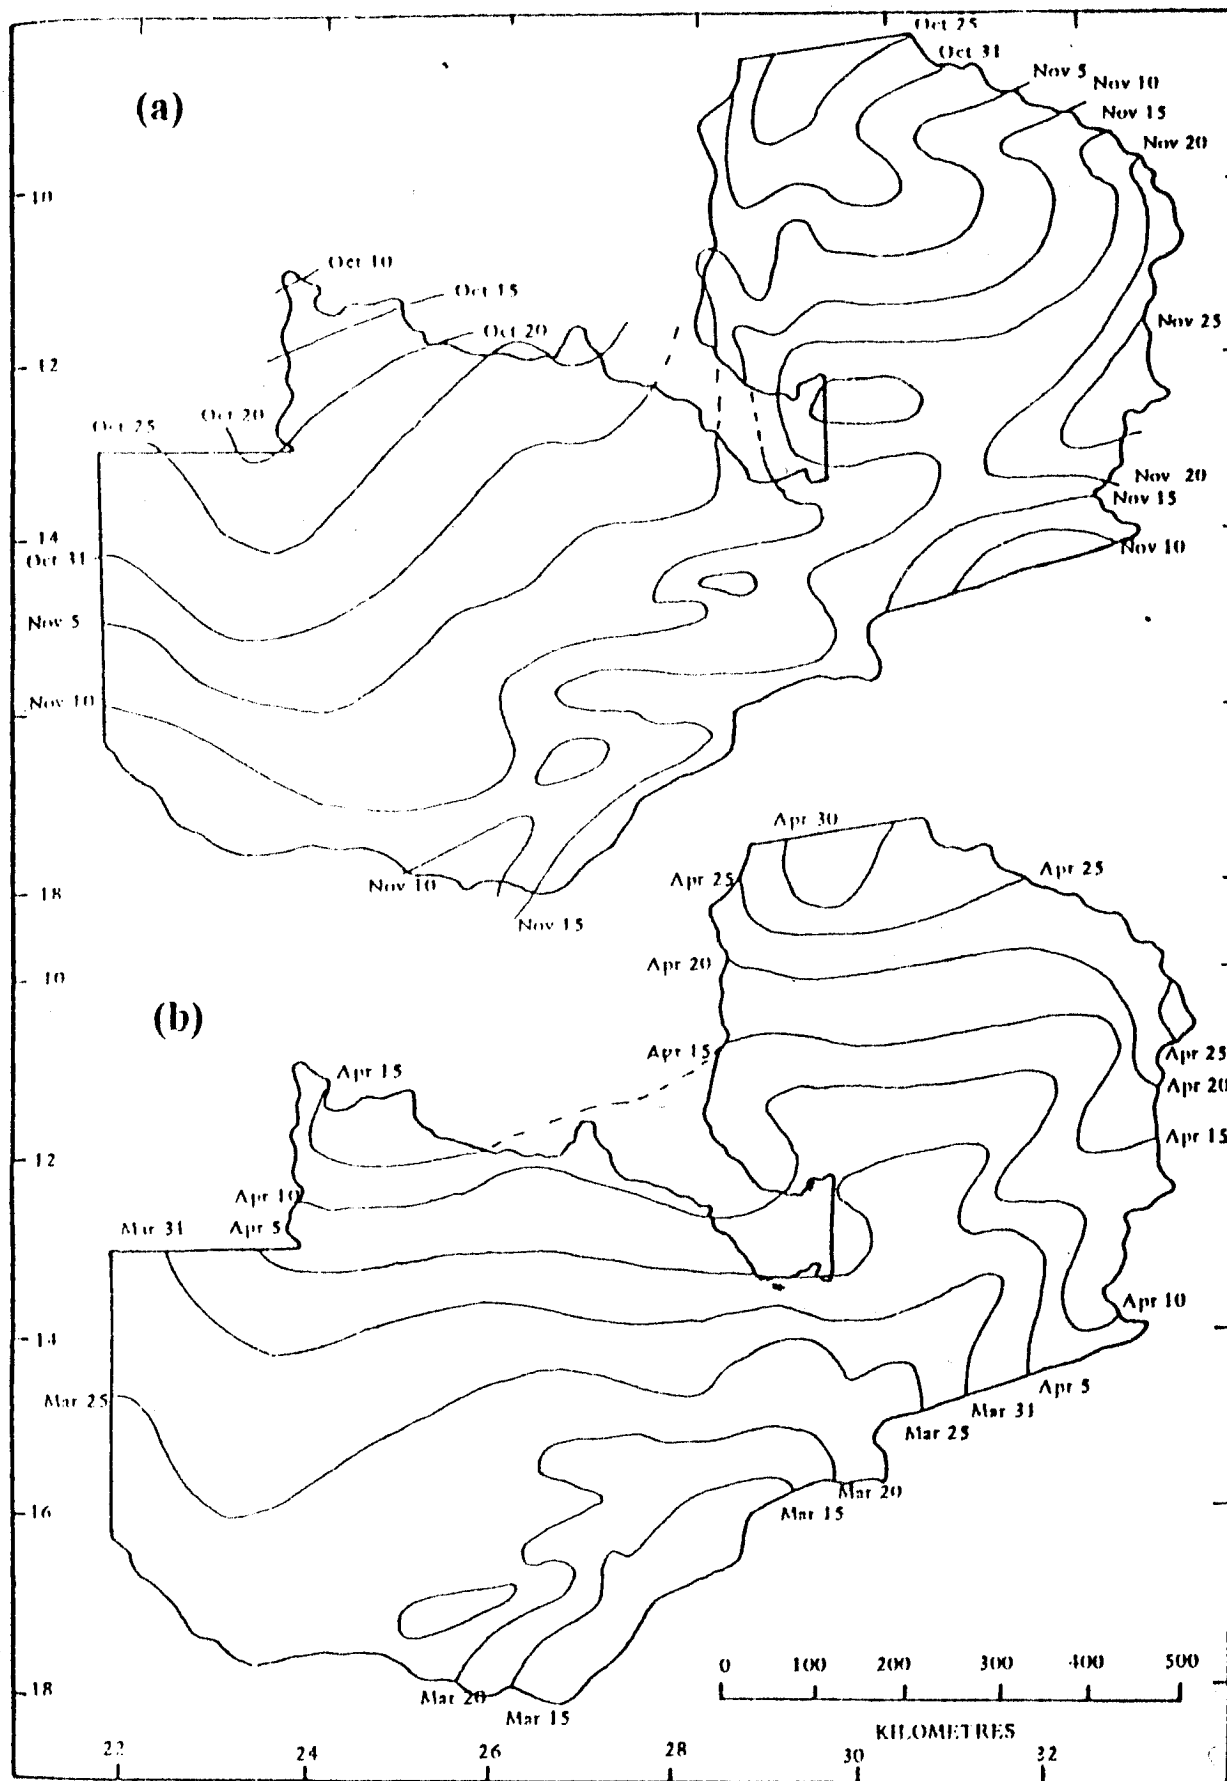 Oct 25
Oct 31
Nov 5
Nov 10
Nov 15
Nov 20
(a)
10
Oct 10
Oct 15
Oct 20
Nov 25
12
Oct 20
Oct 25
Nov 20
Nov 15
14
Oct 31
Nov 10
Nov 5
Nov 10
Apr 30
Apr 25
Apr 25
Nov 10
18
Nov 15
Apr 20
10
(b)
Apr 15
Apr 25
Apr 15
Apr 20
Apr 15
12
Apr 10
Mar 31
Apr 5
Apr 10
14
Apr 5
Mar 25
Mar 31
Mar 25
Mar 20
16
Mar 15
0 100 200 300 400 500
18
Mar 20
Mar 15
KILOMETRES
22 24 26 28 30 32